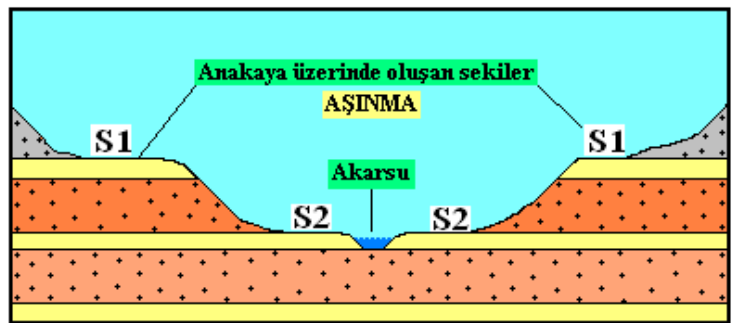 Anakaya üzerinde oluşan sekiler
AŞINMA
S1
S1
Akarsu
S2
S2